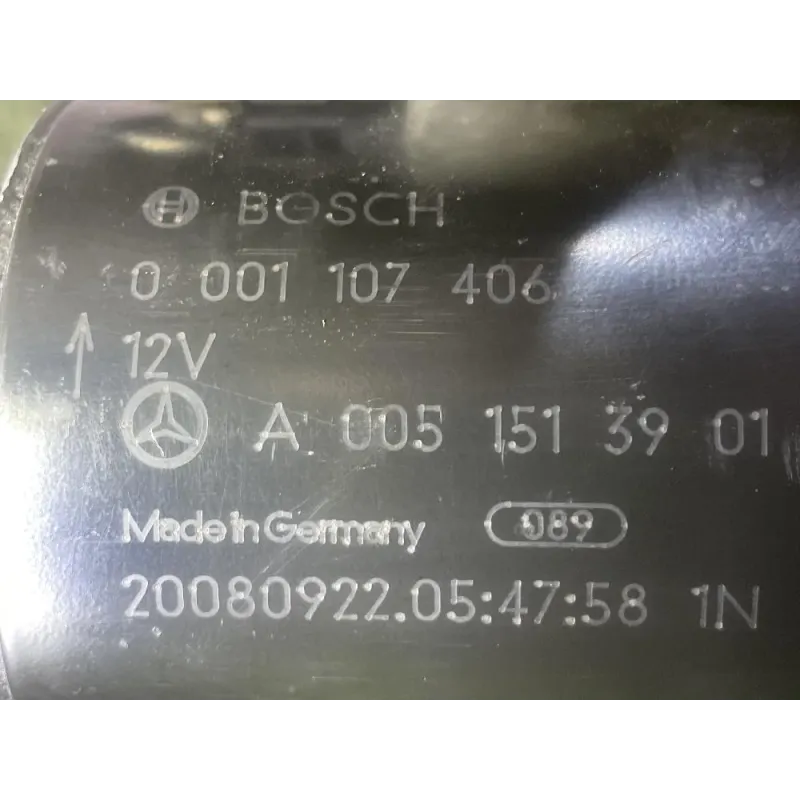 BOSCH
0 001 107 406
12V
A 005 151 39 01
Made in Germany 089
20080922.05:47:58 1N